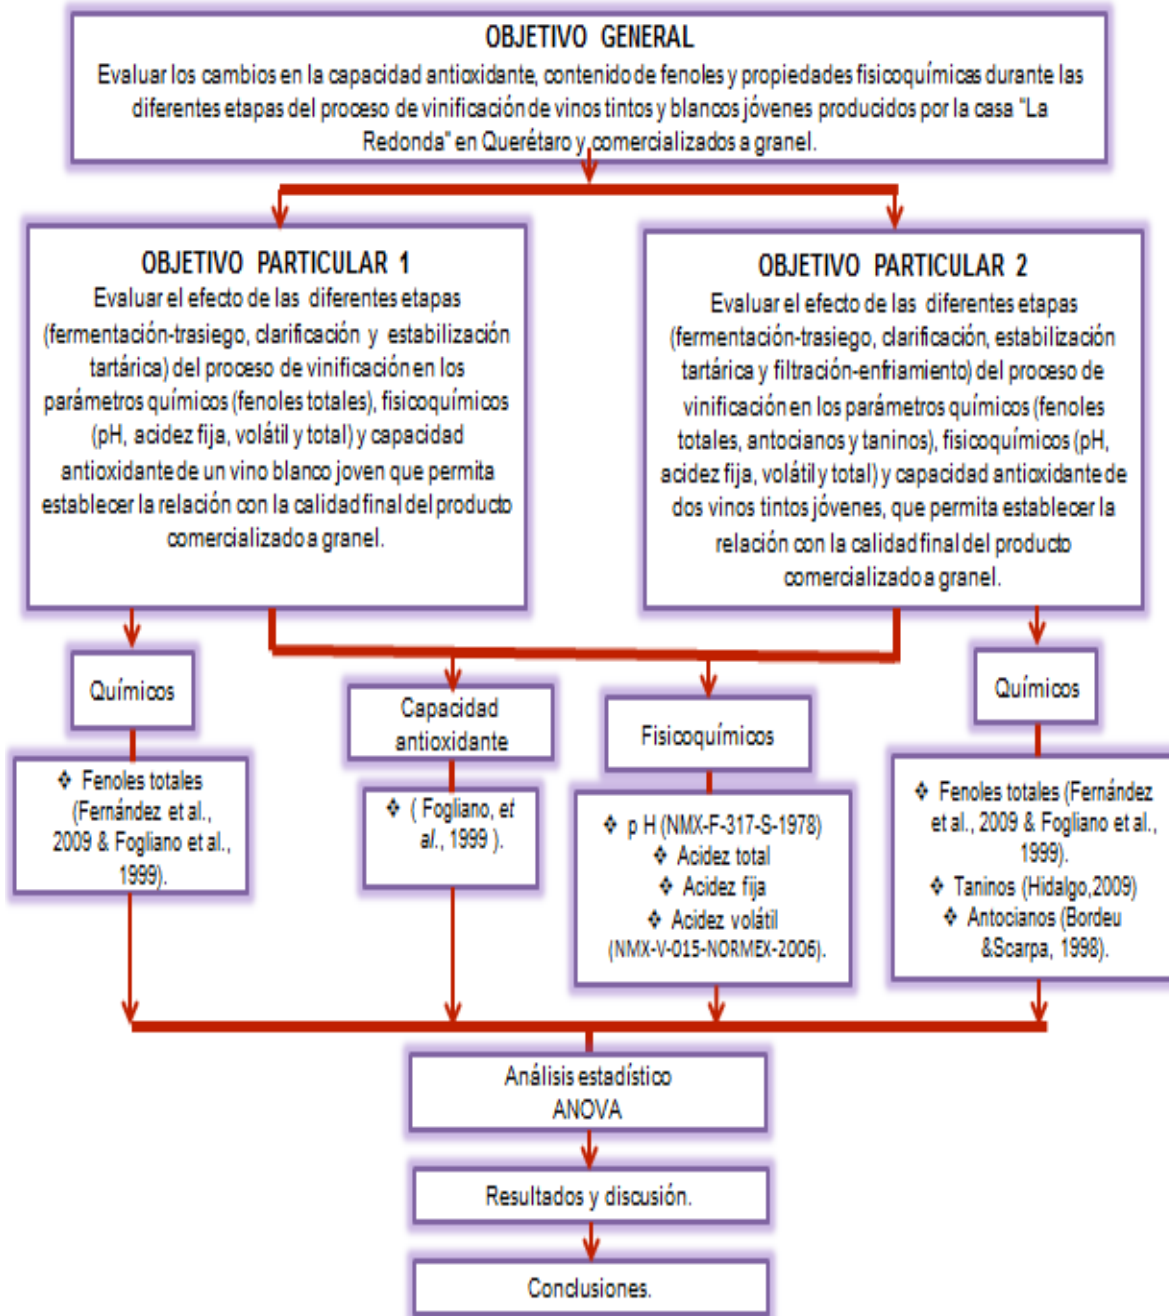 OBJETIVO GENERAL
Evaluar los cambios en la capacidad antioxidante, contenido de fenoles y propiedades fisicoquímicas durante las
diferentes etapas del proceso de vinificación de vinos tintos y blancos jóvenes producidos por la casa "La
Redonda" en Querétaro y comercializados a granel.
OBJETIVO PARTICULAR 1
Evaluar el efecto de las diferentes etapas
(fermentación-trasiego, clarificación y estabilización
tartárica) del proceso de vinificación en los
parámetros químicos (fenoles totales), fisicoquímicos
(pH, acidez fija, volátil y total) y capacidad
antioxidante de un vino blanco joven que permita
establecer la relación con la calidad final del producto
comercializado a granel.
OBJETIVO PARTICULAR 2
Evaluar el efecto de las diferentes etapas
(fermentación-trasiego, clarificación, estabilización
tartárica y filtración-enfriamiento) del proceso de
vinificación en los parámetros químicos (fenoles
totales, antocianos y taninos), fisicoquímicos (pH,
acidez fija, volátil y total) y capacidad antioxidante de
dos vinos tintos jóvenes, que permita establecer la
relación con la calidad final del producto
comercializado a granel.
Químicos
❖ Fenoles totales
(Fernández et al.,
2009 & Fogliano et al.,
1999).
Capacidad
antioxidante
❖ ( Fogliano, et
al., 1999 ).
Fisicoquímicos
❖ p H (NMX-F-317-S-1978)
❖ Acidez total
❖ Acidez fija
❖ Acidez volátil
(NMX-V-015-NORMEX-2006).
Químicos
❖ Fenoles totales (Fernández
et al., 2009 & Fogliano et al.,
1999).
❖ Taninos (Hidalgo,2009)
❖ Antocianos (Bordeu
&Scarpa, 1998).
Análisis estadístico
ANOVA
Resultados y discusión.
Conclusiones.